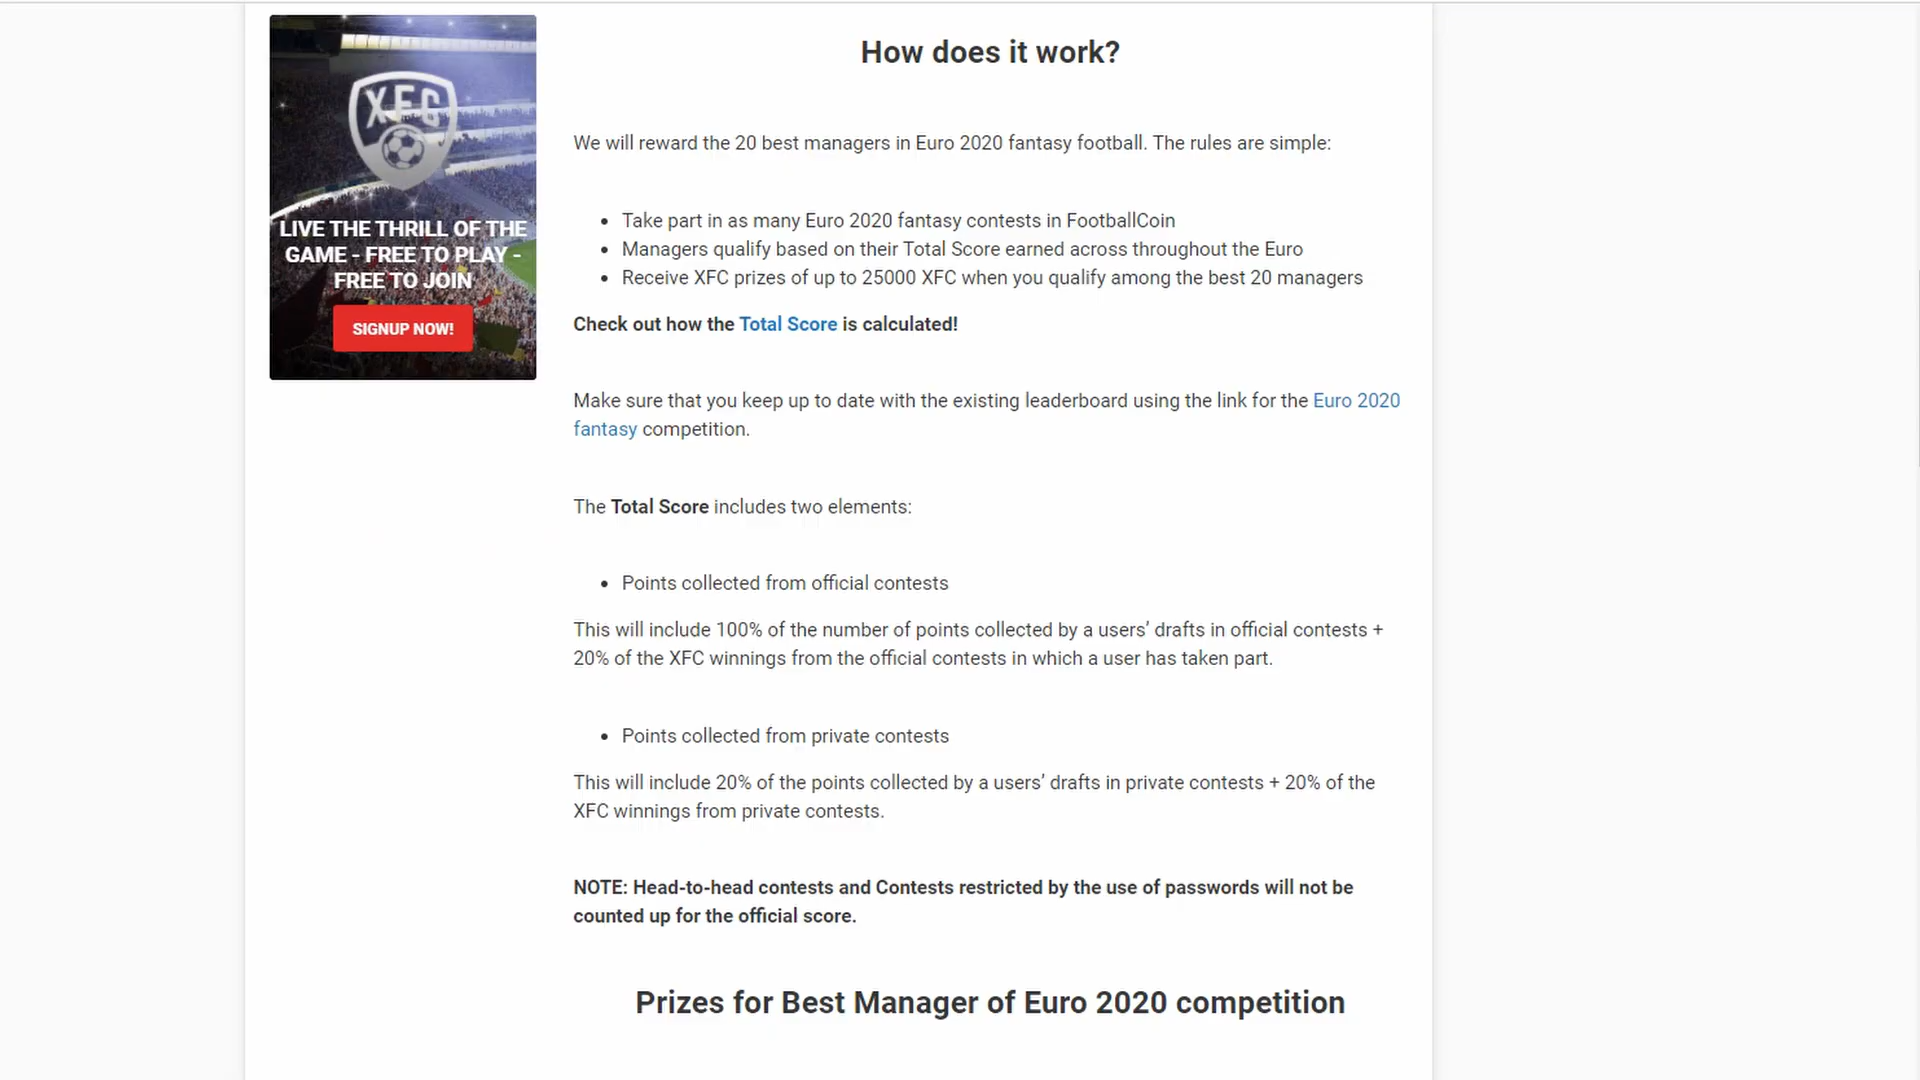 XFC
LIVE THE THRILL OF THE
GAME - FREE TO PLAY -
FREE TO JOIN
SIGNUP NOW!
How does it work?
We will reward the 20 best managers in Euro 2020 fantasy football. The rules are simple:
• Take part in as many Euro 2020 fantasy contests in FootballCoin
• Managers qualify based on their Total Score earned across throughout the Euro
• Receive XFC prizes of up to 25000 XFC when you qualify among the best 20 managers
Check out how the Total Score is calculated!
Make sure that you keep up to date with the existing leaderboard using the link for the Euro 2020
fantasy competition.
The Total Score includes two elements:
• Points collected from official contests
This will include 100% of the number of points collected by a users’ drafts in official contests +
20% of the XFC winnings from the official contests in which a user has taken part.
• Points collected from private contests
This will include 20% of the points collected by a users’ drafts in private contests + 20% of the
XFC winnings from private contests.
NOTE: Head-to-head contests and Contests restricted by the use of passwords will not be
counted up for the official score.
Prizes for Best Manager of Euro 2020 competition